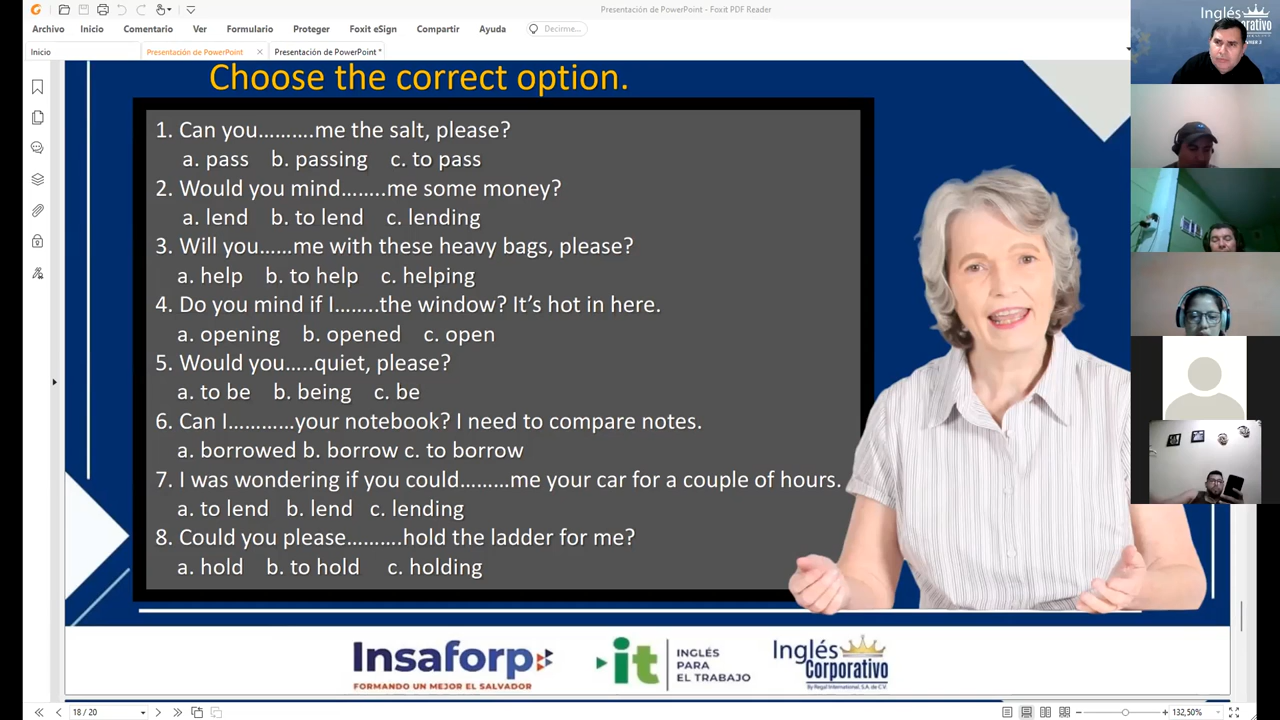 Presentación de PowerPoint - Foxit PDF Reader
Archivo Inicio Comentario Ver Formulario Proteger Foxit eSign Compartir Ayuda Decirme...
Inicio Presentación de PowerPoint × Presentación de PowerPoint *
Choose the correct option.
1. Can you……….me the salt, please?
a. pass b. passing c. to pass
2. Would you mind……..me some money?
a. lend b. to lend c. lending
3. Will you……me with these heavy bags, please?
a. help b. to help c. helping
4. Do you mind if I……..the window? It’s hot in here.
a. opening b. opened c. open
5. Would you…..quiet, please?
a. to be b. being c. be
6. Can I…………your notebook? I need to compare notes.
a. borrowed b. borrow c. to borrow
7. I was wondering if you could………me your car for a couple of hours.
a. to lend b. lend c. lending
8. Could you please……….hold the ladder for me?
a. hold b. to hold c. holding
Insaforp
FORMANDO UN MEJOR EL SALVADOR
it
INGLÉS
PARA
EL TRABAJO
Inglés
Corporativo
By Regal International, S.A. de C.V.
18 / 20
132,50%
Inglés
Corporativo